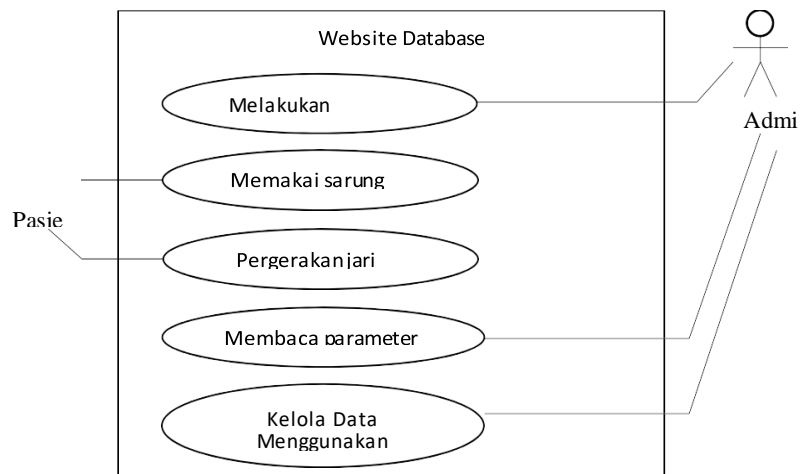 Website Database
Melakukan
Admi
Memakai sarung
Pasie
Pergerakan jari
Membaca parameter
Kelola Data
Menggunakan